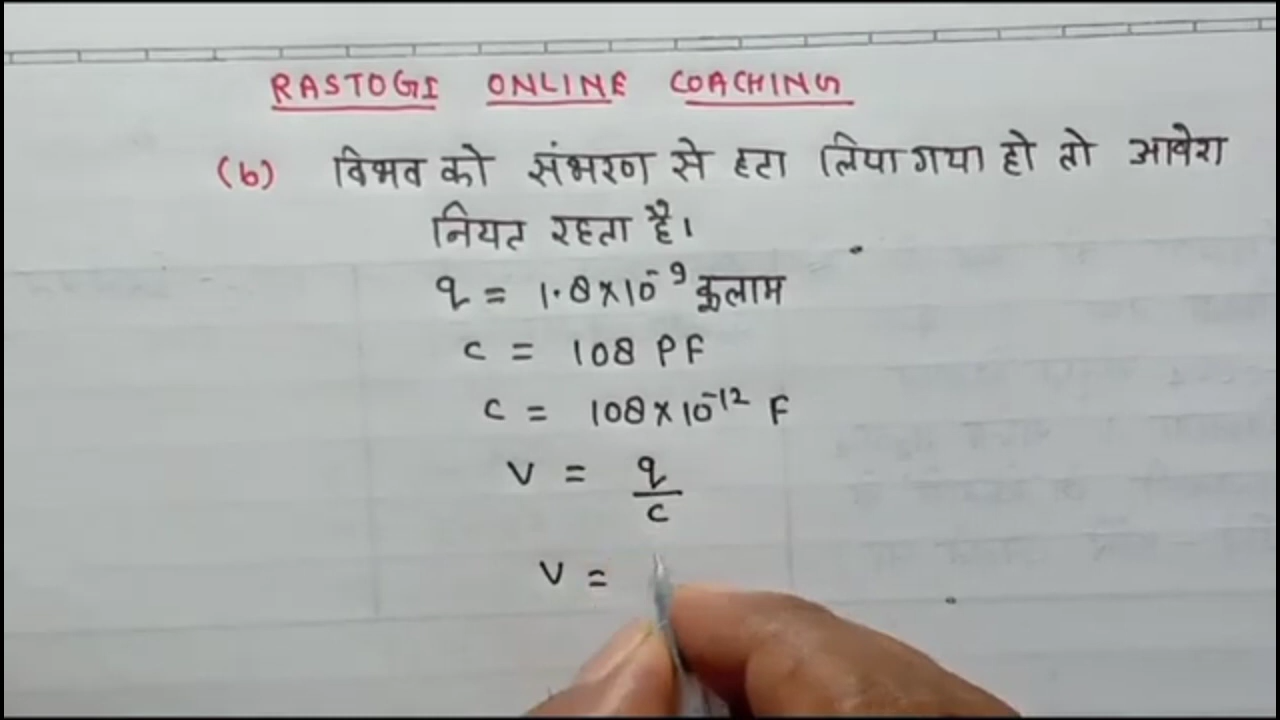 RASTOGI ONLINE COACHING
(b) विभव को संभरण से हटा लिया गया हो तो आवेश
नियत रहता है।
q = 1.8×10⁻⁹ कूलाम
c = 108 PF
c = 108×10⁻¹² F
V = q/c
V =